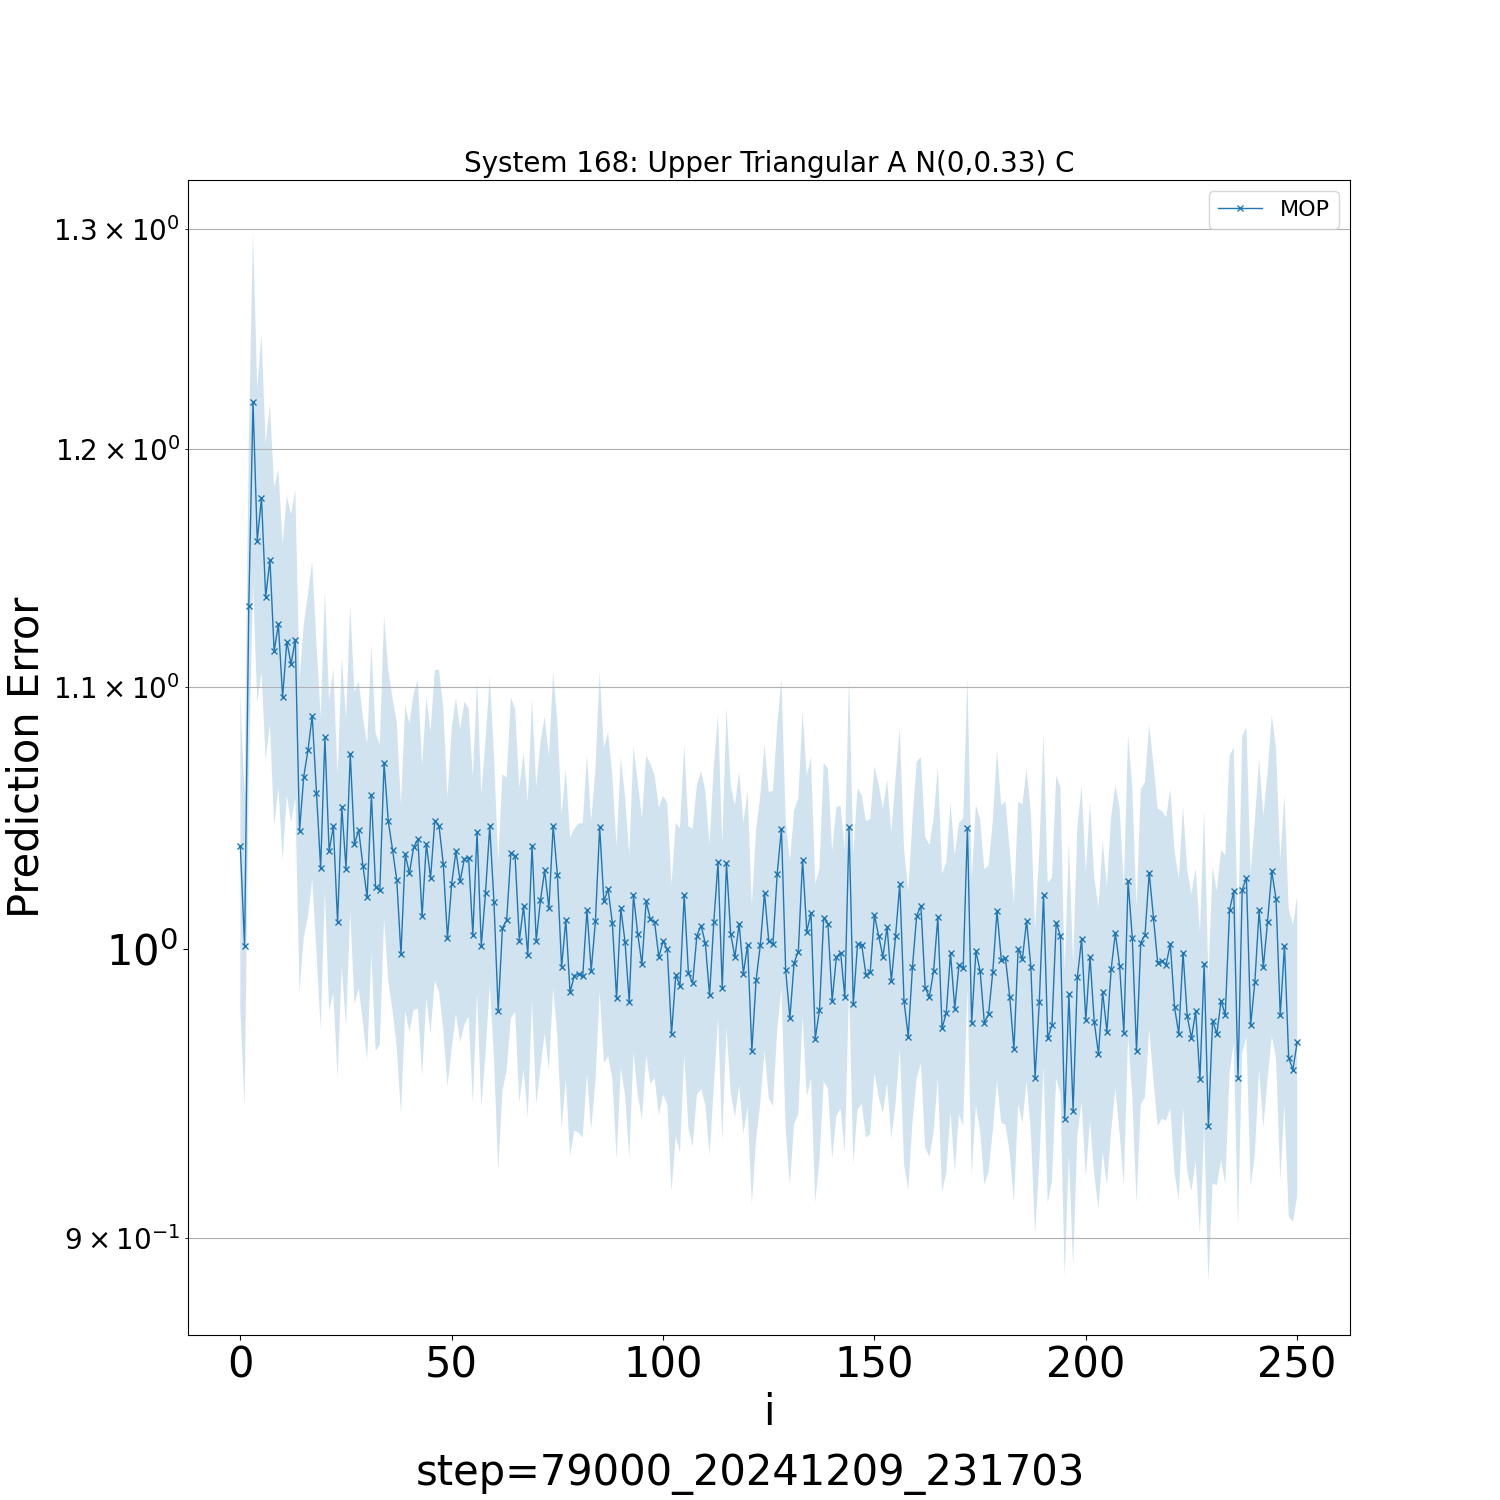 System 168: Upper Triangular A N(0,0.33) C
MOP
1.3 × 10⁰
1.2 × 10⁰
1.1 × 10⁰
10⁰
9 × 10⁻¹
Prediction Error
0 50 100 150 200 250
i
step=79000_20241209_231703